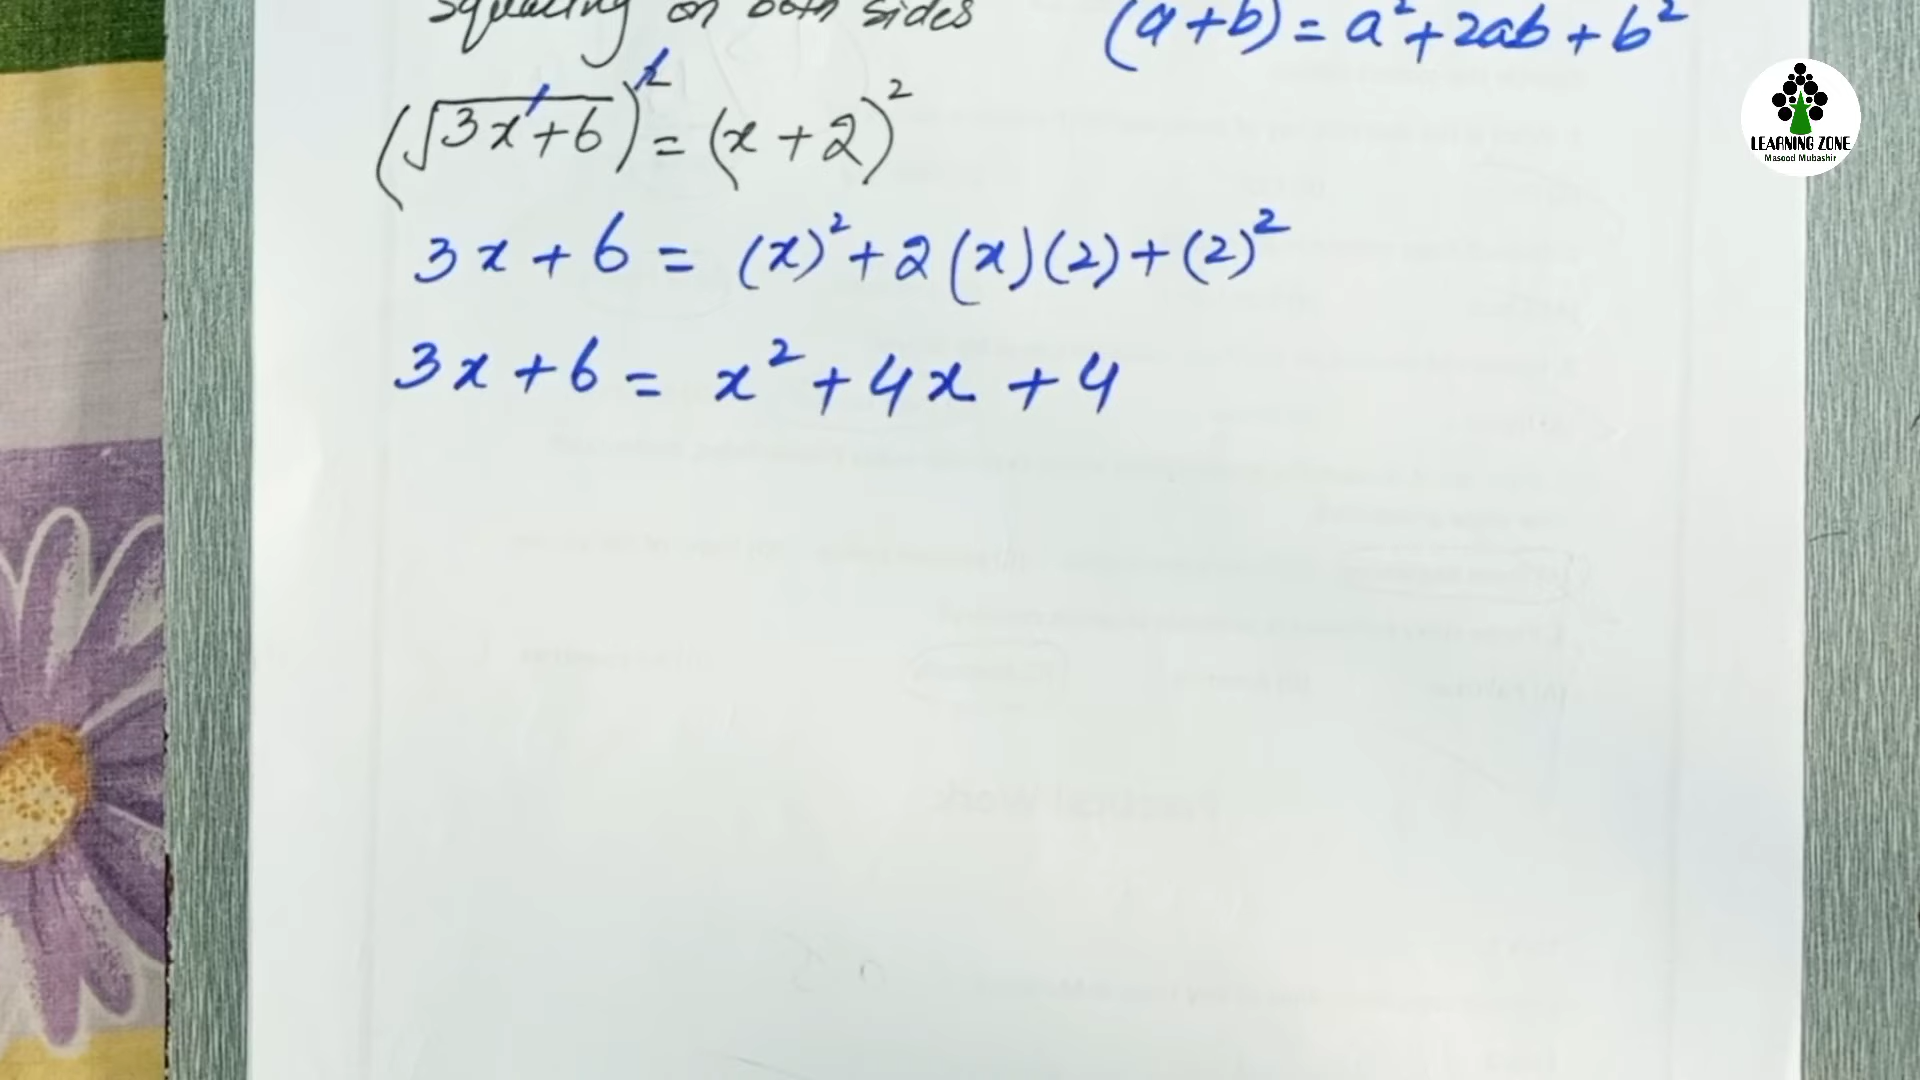 squaring on both sides
(a+b) = a² + 2ab + b²
(√3x+6)² = (x+2)²
3x + 6 = (x)² + 2(x)(2) + (2)²
3x + 6 = x² + 4x + 4
LEARNING ZONE
Masood Mubashir